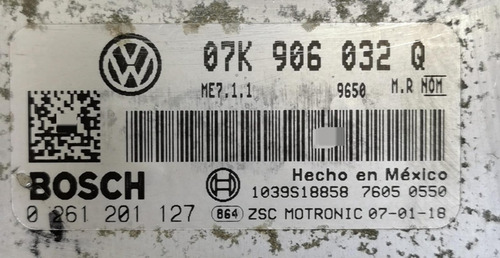 07K 906 032 Q
ME7.1.1 9650 M.R NOM
BOSCH
Hecho en México
1039S18858 7605 0550
0 261 201 127 864 ZSC MOTRONIC 07-01-18